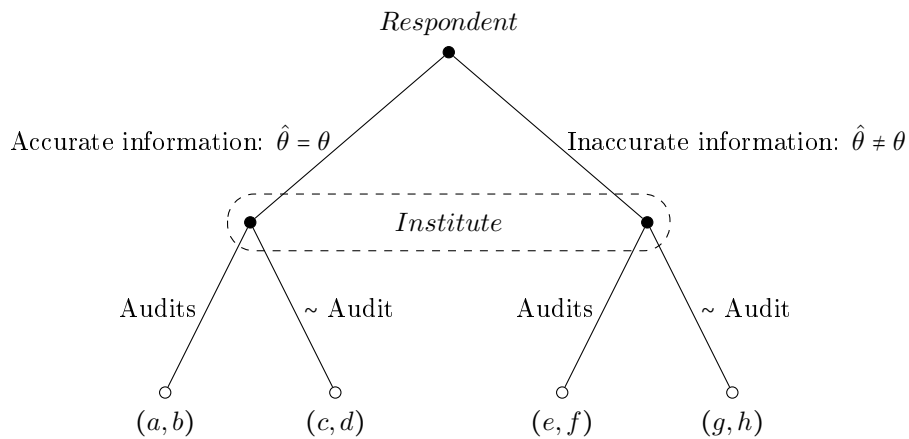 Respondent
Accurate information: θ̂ = θ
Inaccurate information: θ̂ ≠ θ
Institute
Audits
~ Audit
Audits
~ Audit
(a, b)
(c, d)
(e, f)
(g, h)